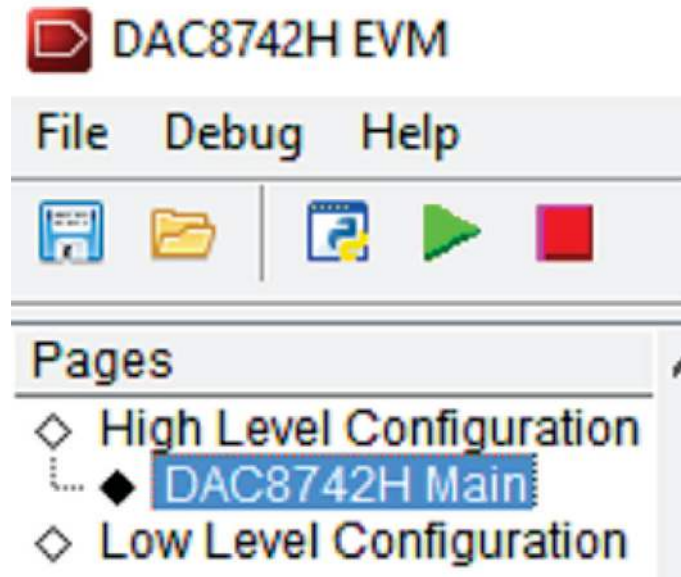 DAC8742H EVM
File Debug Help
Pages
High Level Configuration
DAC8742H Main
Low Level Configuration